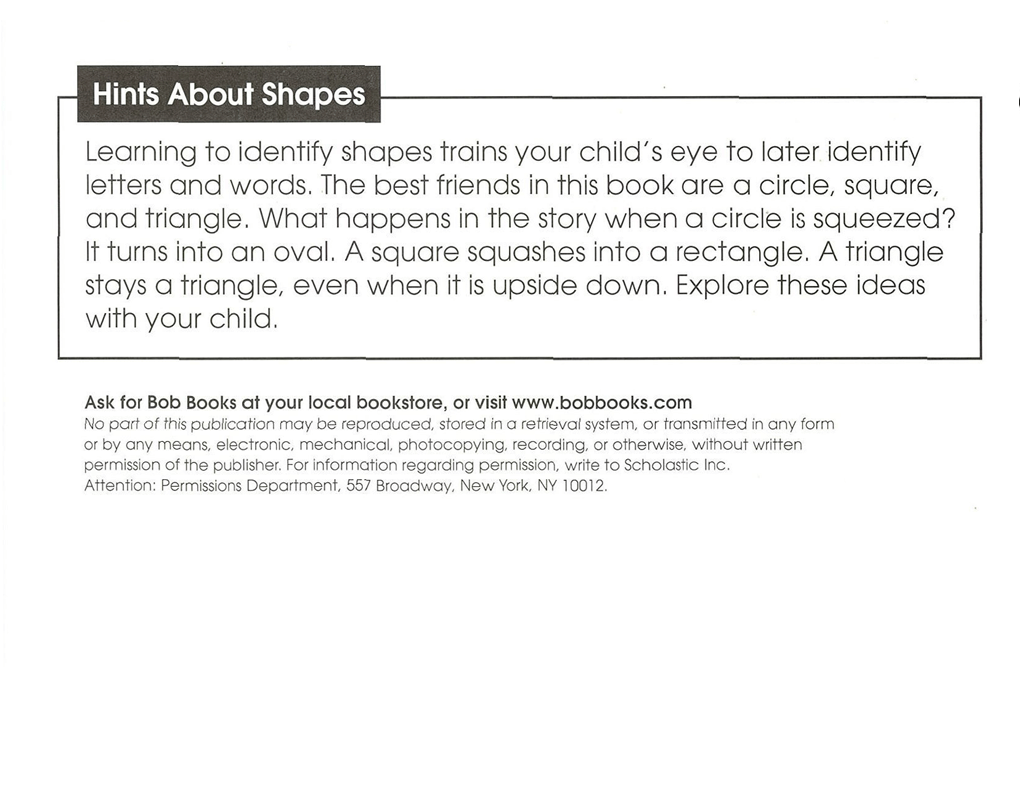 Hints About Shapes
Learning to identify shapes trains your child's eye to later identify
letters and words. The best friends in this book are a circle, square,
and triangle. What happens in the story when a circle is squeezed?
It turns into an oval. A square squashes into a rectangle. A triangle
stays a triangle, even when it is upside down. Explore these ideas
with your child.
Ask for Bob Books at your local bookstore, or visit www.bobbooks.com
No part of this publication may be reproduced, stored in a retrieval system, or transmitted in any form
or by any means, electronic, mechanical, photocopying, recording, or otherwise, without written
permission of the publisher. For information regarding permission, write to Scholastic Inc.
Attention: Permissions Department, 557 Broadway, New York, NY 10012.